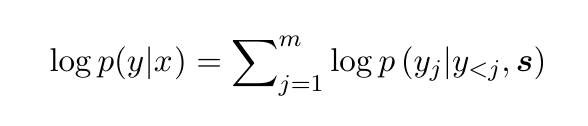 log p(y|x) = ∑_{j=1}^{m} log p (y_j|y_{<j}, s)